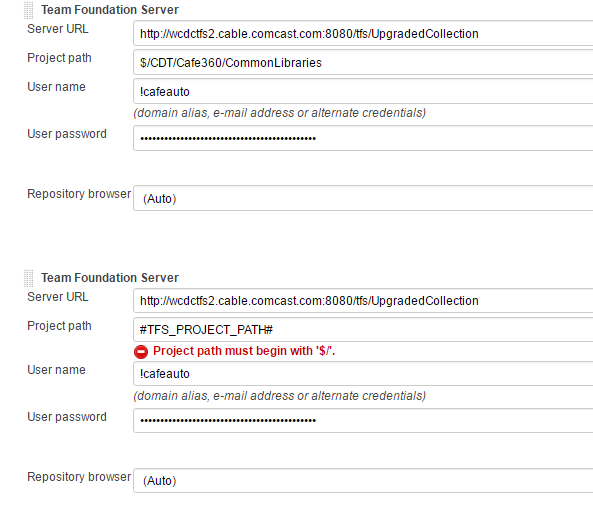 Team Foundation Server
Server URL http://wcdctfs2.cable.comcast.com:8080/tfs/UpgradedCollection
Project path $/CDT/Cafe360/CommonLibraries
User name !cafeauto
(domain alias, e-mail address or alternate credentials)
User password ••••••••••••••••••••••••••••••••••••••••••••
Repository browser (Auto)
Team Foundation Server
Server URL http://wcdctfs2.cable.comcast.com:8080/tfs/UpgradedCollection
Project path #TFS_PROJECT_PATH#
Project path must begin with '$/'.
User name !cafeauto
(domain alias, e-mail address or alternate credentials)
User password ••••••••••••••••••••••••••••••••••••••••••••
Repository browser (Auto)